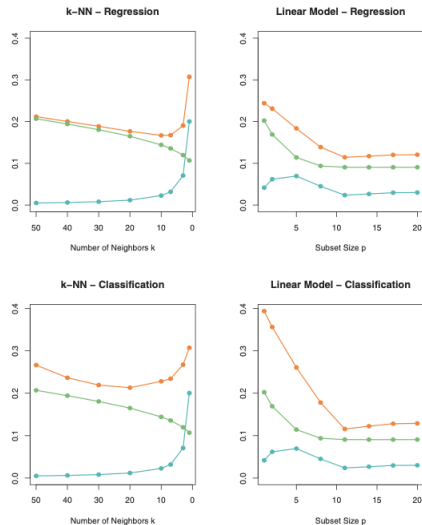 k−NN − Regression
Linear Model − Regression
0.4
0.3
0.2
0.1
0.0
50 40 30 20 10 0
Number of Neighbors k
0.4
0.3
0.2
0.1
0.0
5 10 15 20
Subset Size p
k−NN − Classification
Linear Model − Classification
0.4
0.3
0.2
0.1
0.0
50 40 30 20 10 0
Number of Neighbors k
0.4
0.3
0.2
0.1
0.0
5 10 15 20
Subset Size p